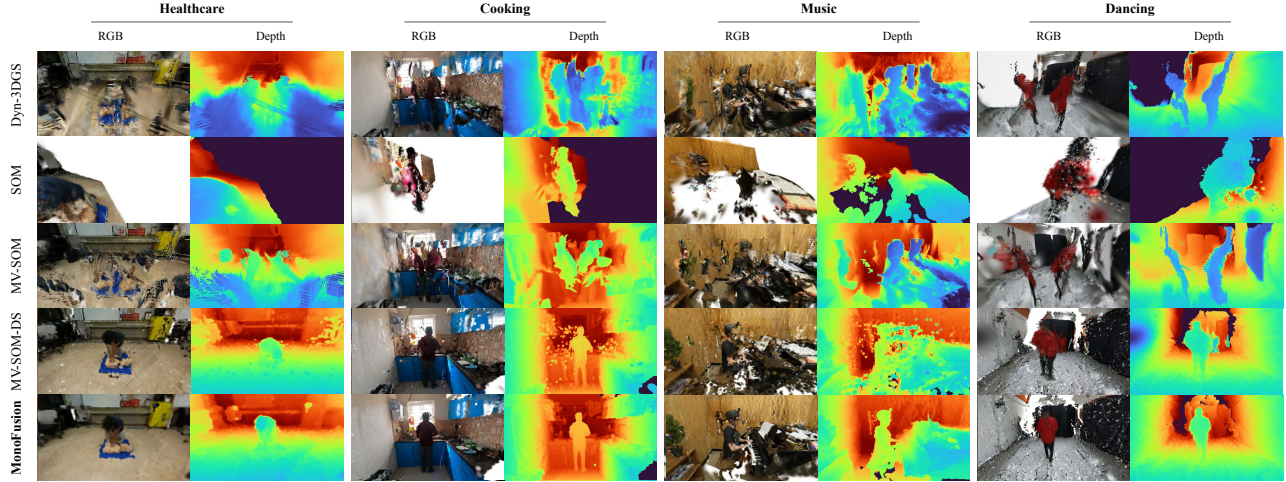 Healthcare Cooking Music Dancing
RGB Depth RGB Depth RGB Depth RGB Depth
Dyn-3DGS
SOM
MV-SOM
MV-SOM-DS
MonoFusion